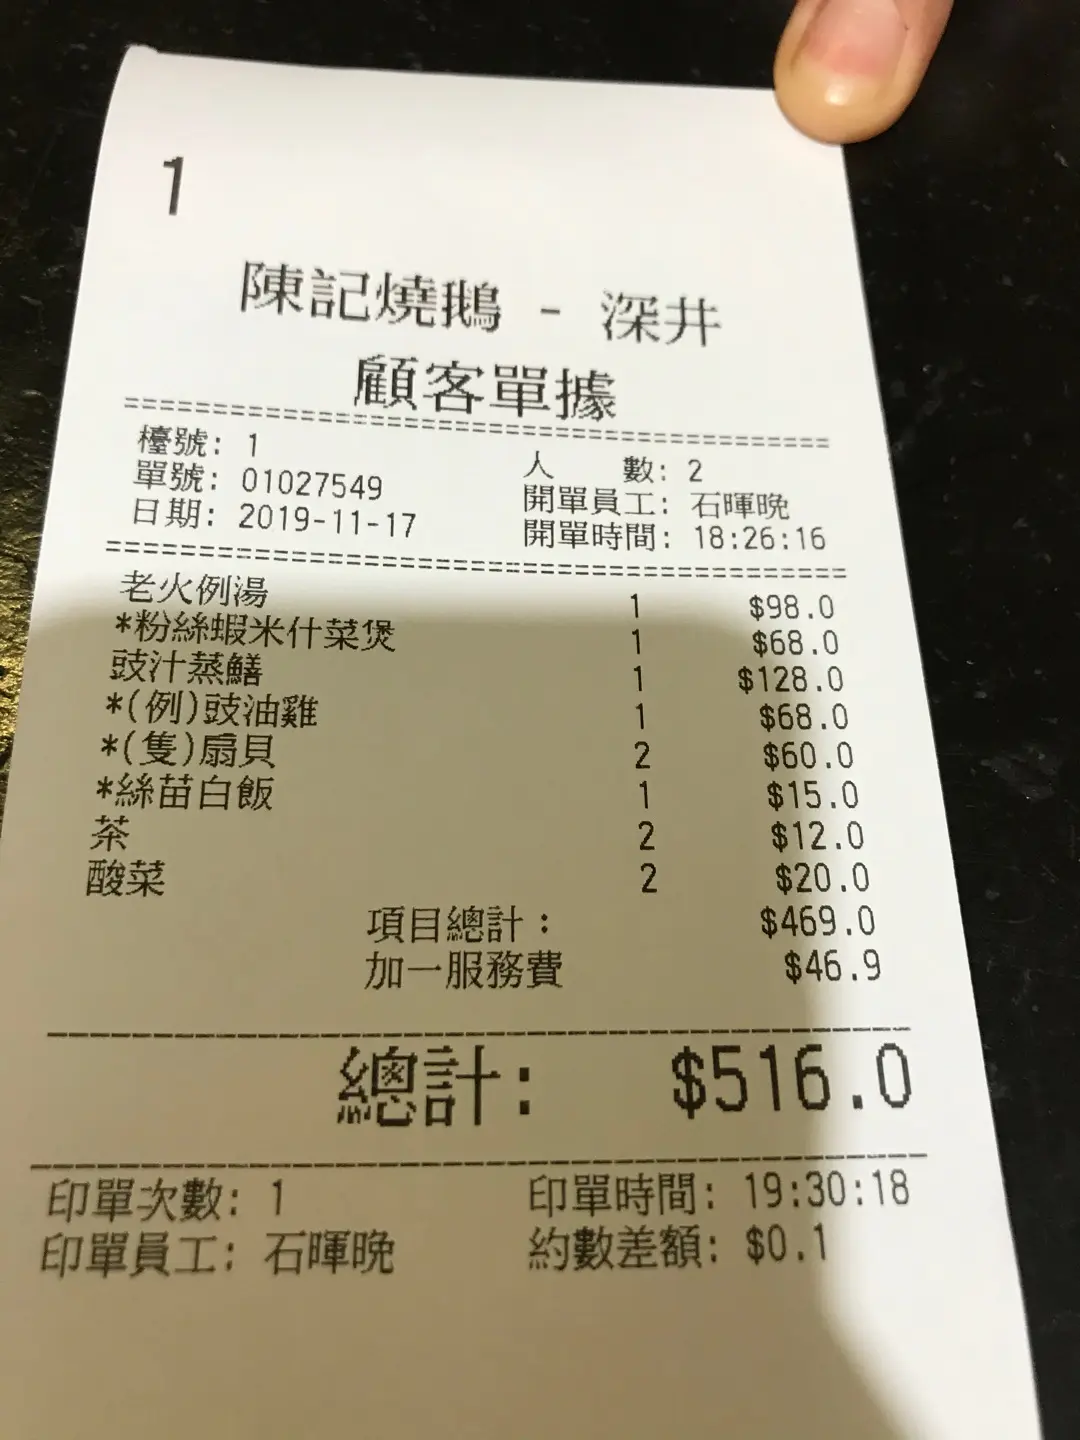 1
陳記燒鵝 - 深井
顧客單據
檯號: 1 人 數: 2
單號: 01027549 開單員工: 石暉晚
日期: 2019-11-17 開單時間: 18:26:16
老火例湯 1 $98.0
*粉絲蝦米什菜煲 1 $68.0
豉汁蒸鱔 1 $128.0
*(例)豉油雞 1 $68.0
*(隻)扇貝 2 $60.0
*絲苗白飯 1 $15.0
茶 2 $12.0
酸菜 2 $20.0
項目總計: $469.0
加一服務費 $46.9
總計: $516.0
印單次數: 1 印單時間: 19:30:18
印單員工: 石暉晚 約數差額: $0.1